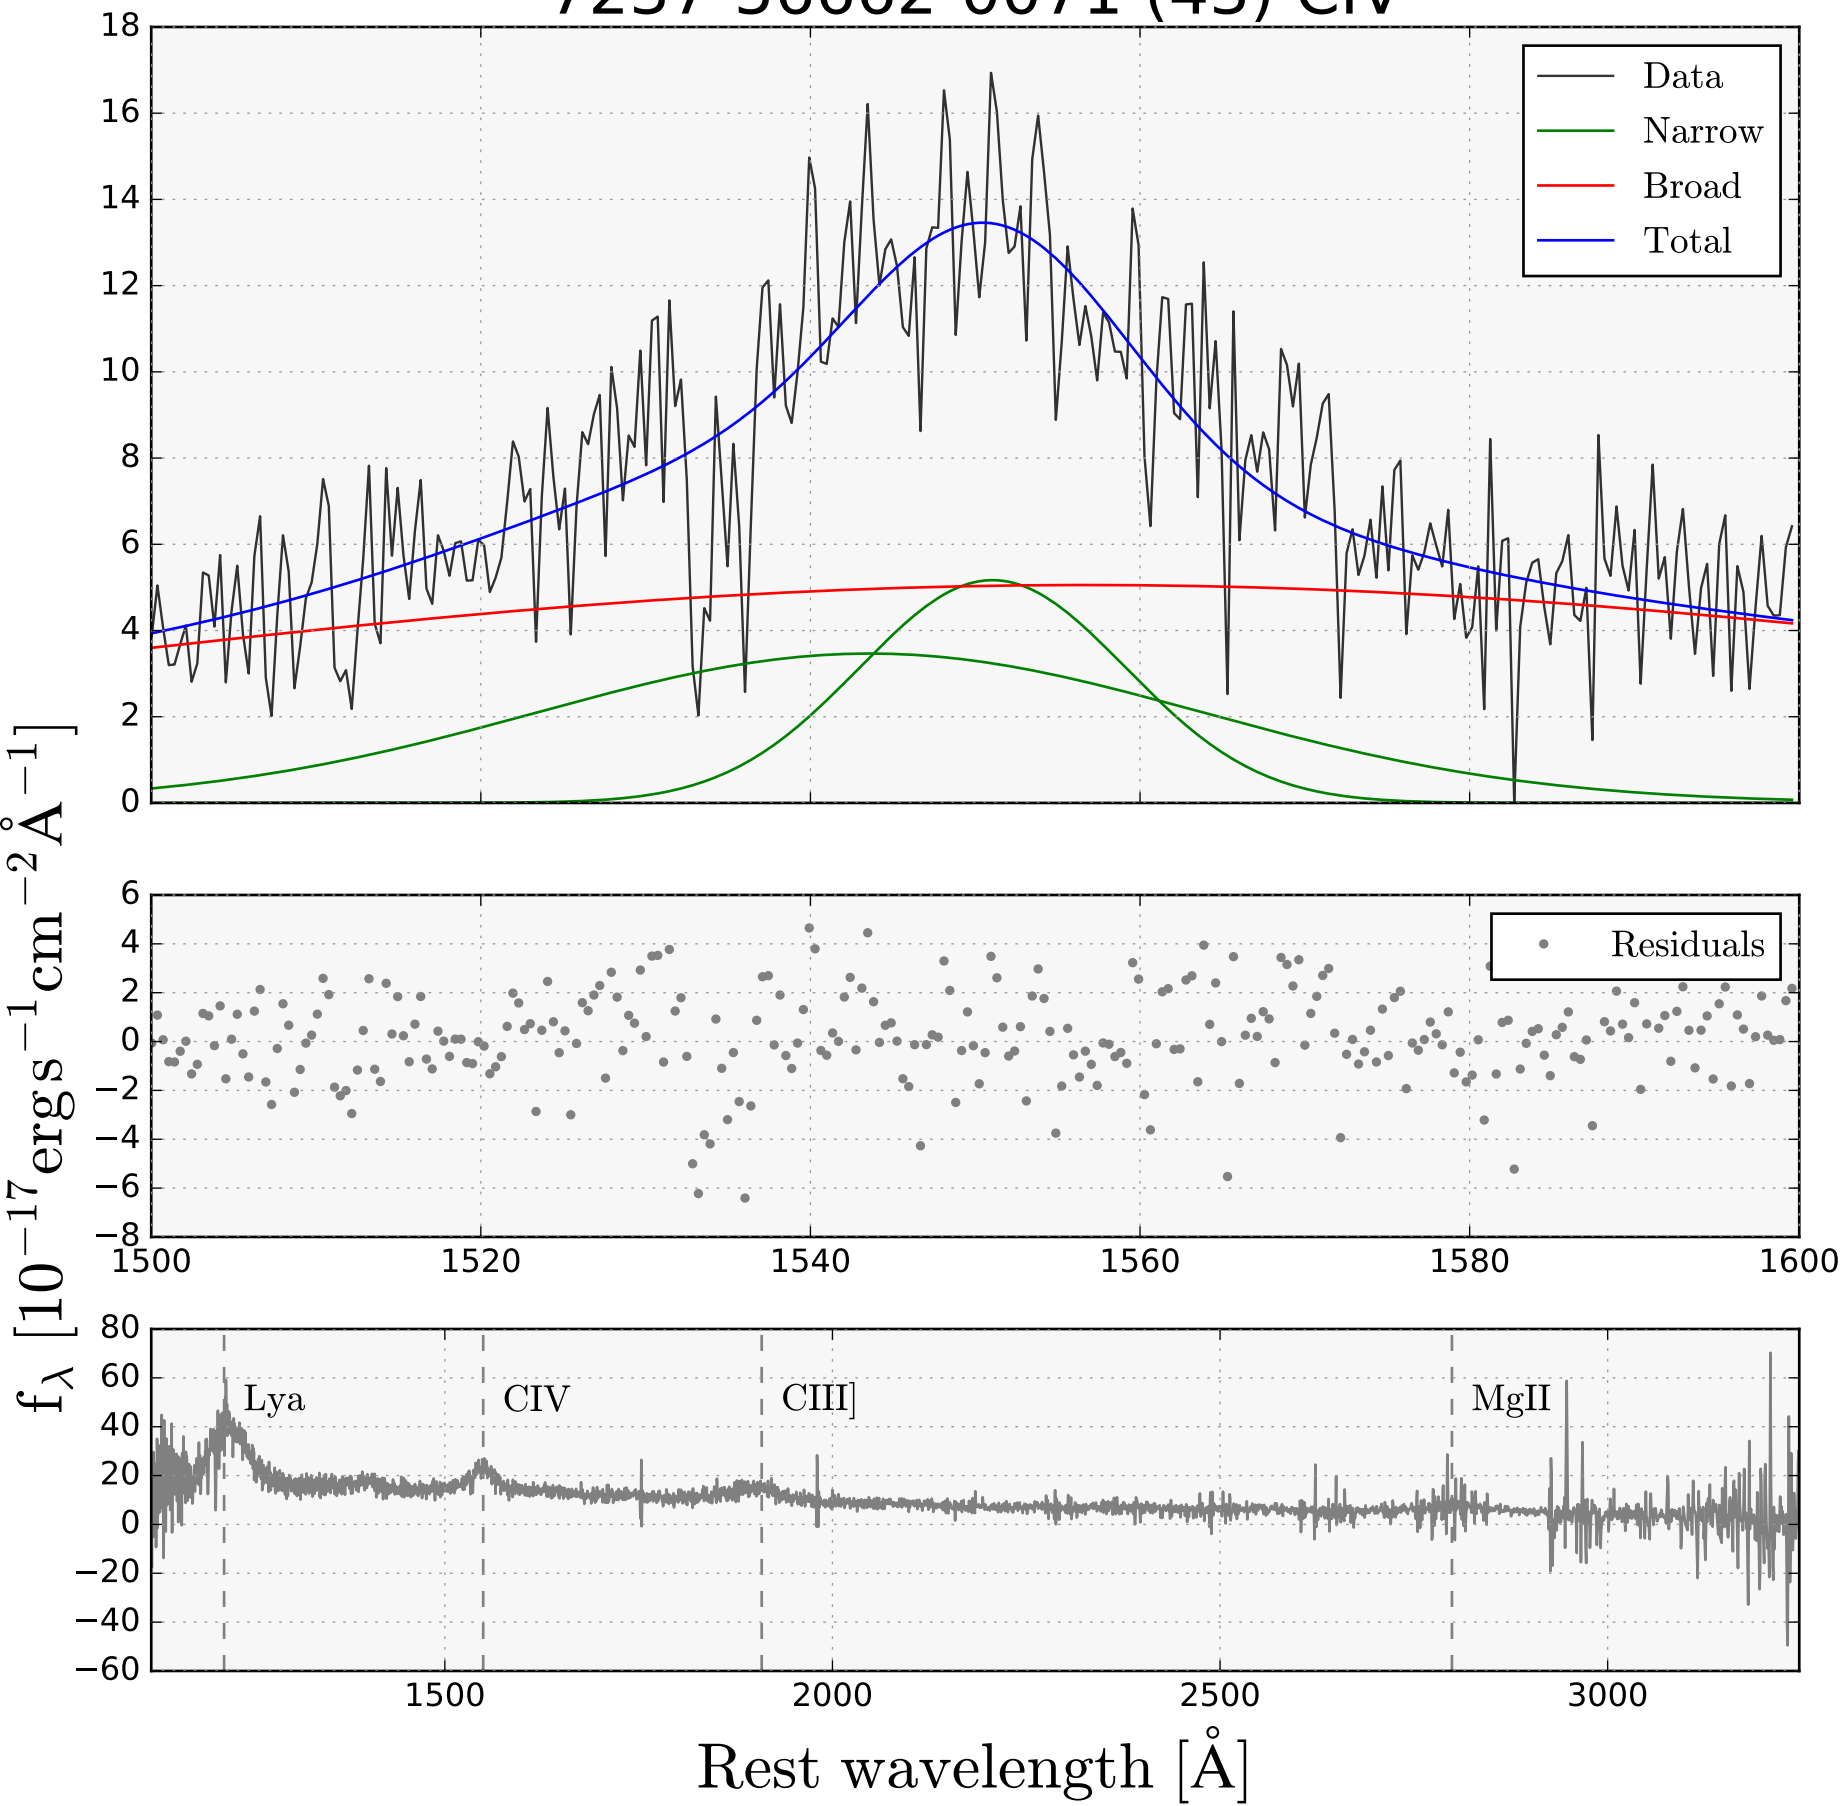 18
16
14
12
10
8
6
4
2
0
Data
Narrow
Broad
Total
6
4
2
0
−2
−4
−6
−8
Residuals
1500 1520 1540 1560 1580 1600
f_λ [10^−17 erg s^−1 cm^−2 Å^−1]
80
60
40
20
0
−20
−40
−60
Lya CIV CIII] MgII
1500 2000 2500 3000
Rest wavelength [Å]